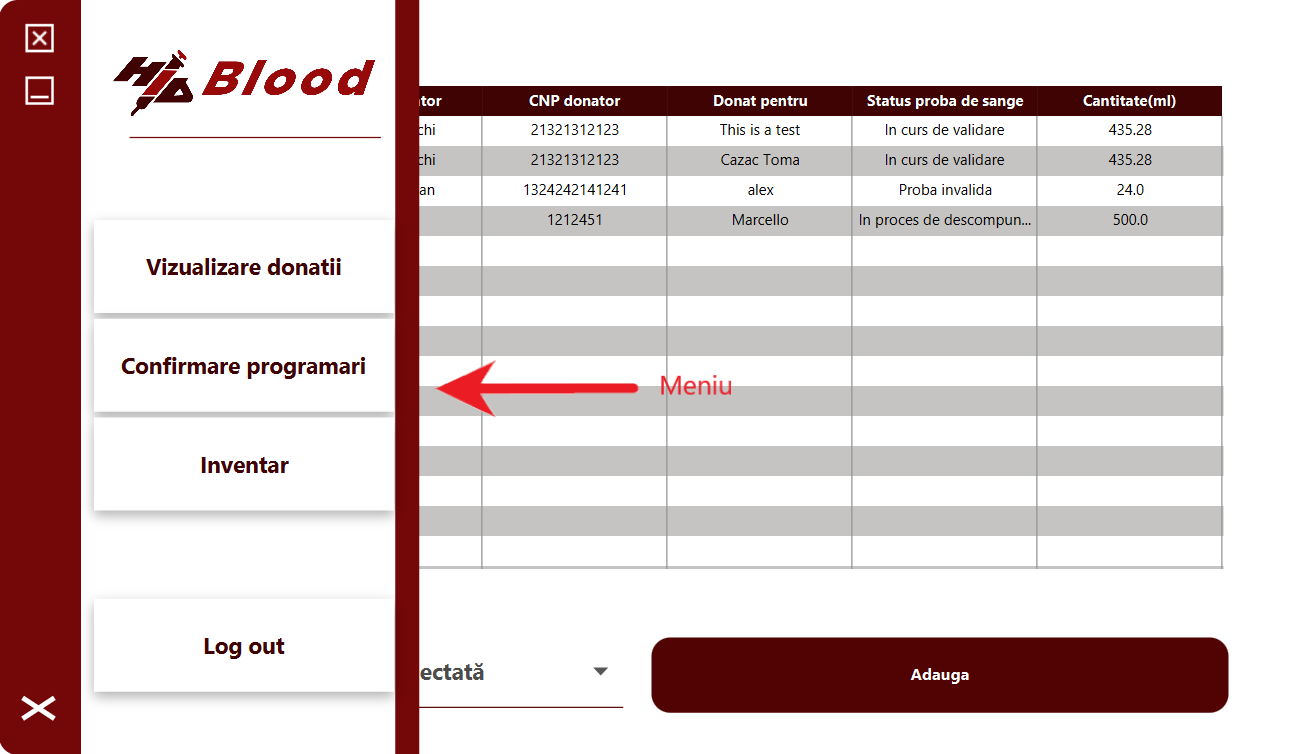 Blood
Vizualizare donatii
Confirmare programari
Inventar
Log out
tor CNP donator Donat pentru Status proba de sange Cantitate(ml)
chi 21321312123 This is a test In curs de validare 435.28
chi 21321312123 Cazac Toma In curs de validare 435.28
an 1324242141241 alex Proba invalida 24.0
1212451 Marcello In proces de descompun... 500.0
Meniu
ectată
Adauga